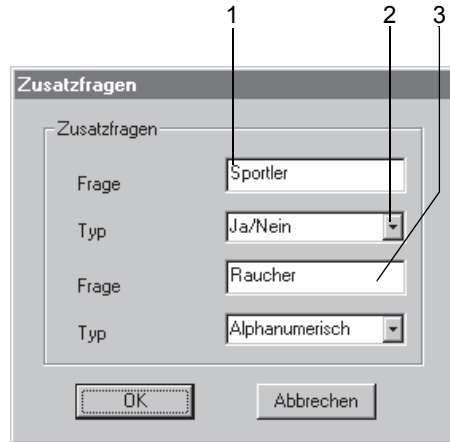 1 2 3
Zusatzfragen
Zusatzfragen
Frage Sportler
Typ Ja/Nein
Frage Raucher
Typ Alphanumerisch
OK Abbrechen